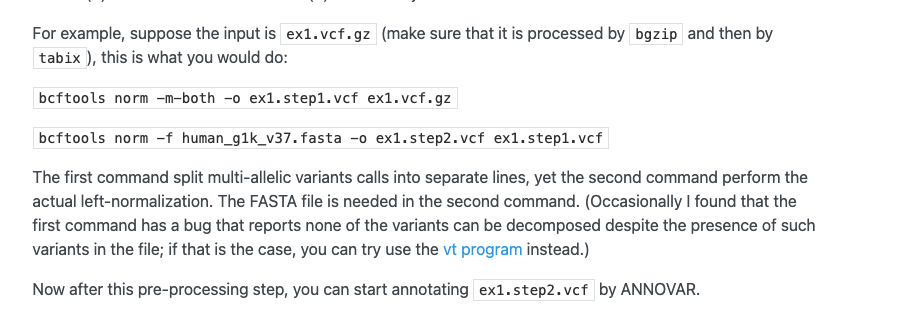 For example, suppose the input is ex1.vcf.gz (make sure that it is processed by bgzip and then by
tabix ), this is what you would do:
bcftools norm -m-both -o ex1.step1.vcf ex1.vcf.gz
bcftools norm -f human_g1k_v37.fasta -o ex1.step2.vcf ex1.step1.vcf
The first command split multi-allelic variants calls into separate lines, yet the second command perform the
actual left-normalization. The FASTA file is needed in the second command. (Occasionally I found that the
first command has a bug that reports none of the variants can be decomposed despite the presence of such
variants in the file; if that is the case, you can try use the vt program instead.)
Now after this pre-processing step, you can start annotating ex1.step2.vcf by ANNOVAR.